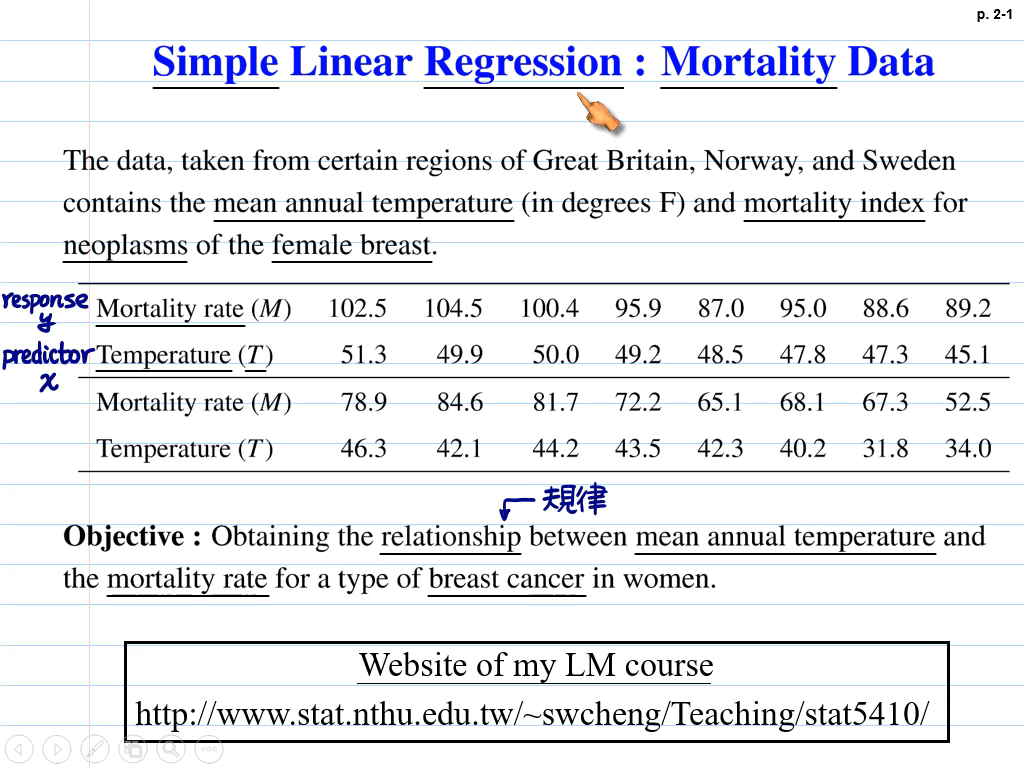 p. 2-1
Simple Linear Regression : Mortality Data
The data, taken from certain regions of Great Britain, Norway, and Sweden
contains the mean annual temperature (in degrees F) and mortality index for
neoplasms of the female breast.
response
y
Mortality rate (M) 102.5 104.5 100.4 95.9 87.0 95.0 88.6 89.2
predictor
x
Temperature (T) 51.3 49.9 50.0 49.2 48.5 47.8 47.3 45.1
Mortality rate (M) 78.9 84.6 81.7 72.2 65.1 68.1 67.3 52.5
Temperature (T) 46.3 42.1 44.2 43.5 42.3 40.2 31.8 34.0
規律
Objective : Obtaining the relationship between mean annual temperature and
the mortality rate for a type of breast cancer in women.
Website of my LM course
http://www.stat.nthu.edu.tw/~swcheng/Teaching/stat5410/